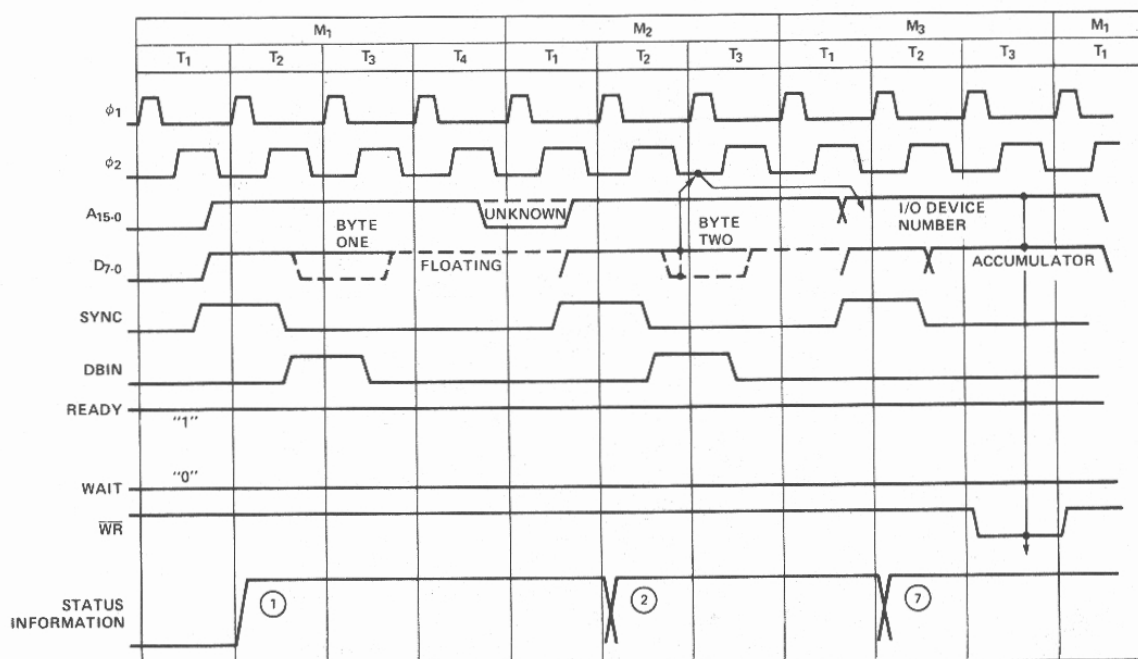 M1 M2 M3 M1
T1 T2 T3 T4 T1 T2 T3 T1 T2 T3 T1
ϕ1
ϕ2
A15-0 UNKNOWN I/O DEVICE
NUMBER
BYTE
ONE
BYTE
TWO
D7-0 FLOATING ACCUMULATOR
SYNC
DBIN
READY
"1"
"0"
WAIT
WR
STATUS
INFORMATION
1 2 7